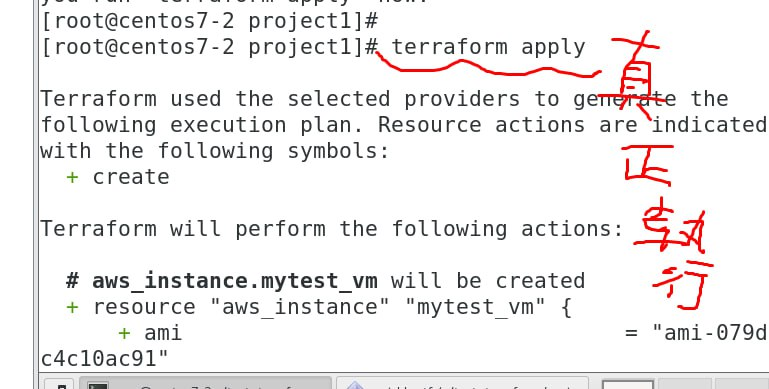 you run "terraform apply" now.
[root@centos7-2 project1]#
[root@centos7-2 project1]# terraform apply
Terraform used the selected providers to generate the
following execution plan. Resource actions are indicated
with the following symbols:
+ create
Terraform will perform the following actions:
# aws_instance.mytest_vm will be created
+ resource "aws_instance" "mytest_vm" {
+ ami = "ami-079d
c4c10ac91"
真正执行